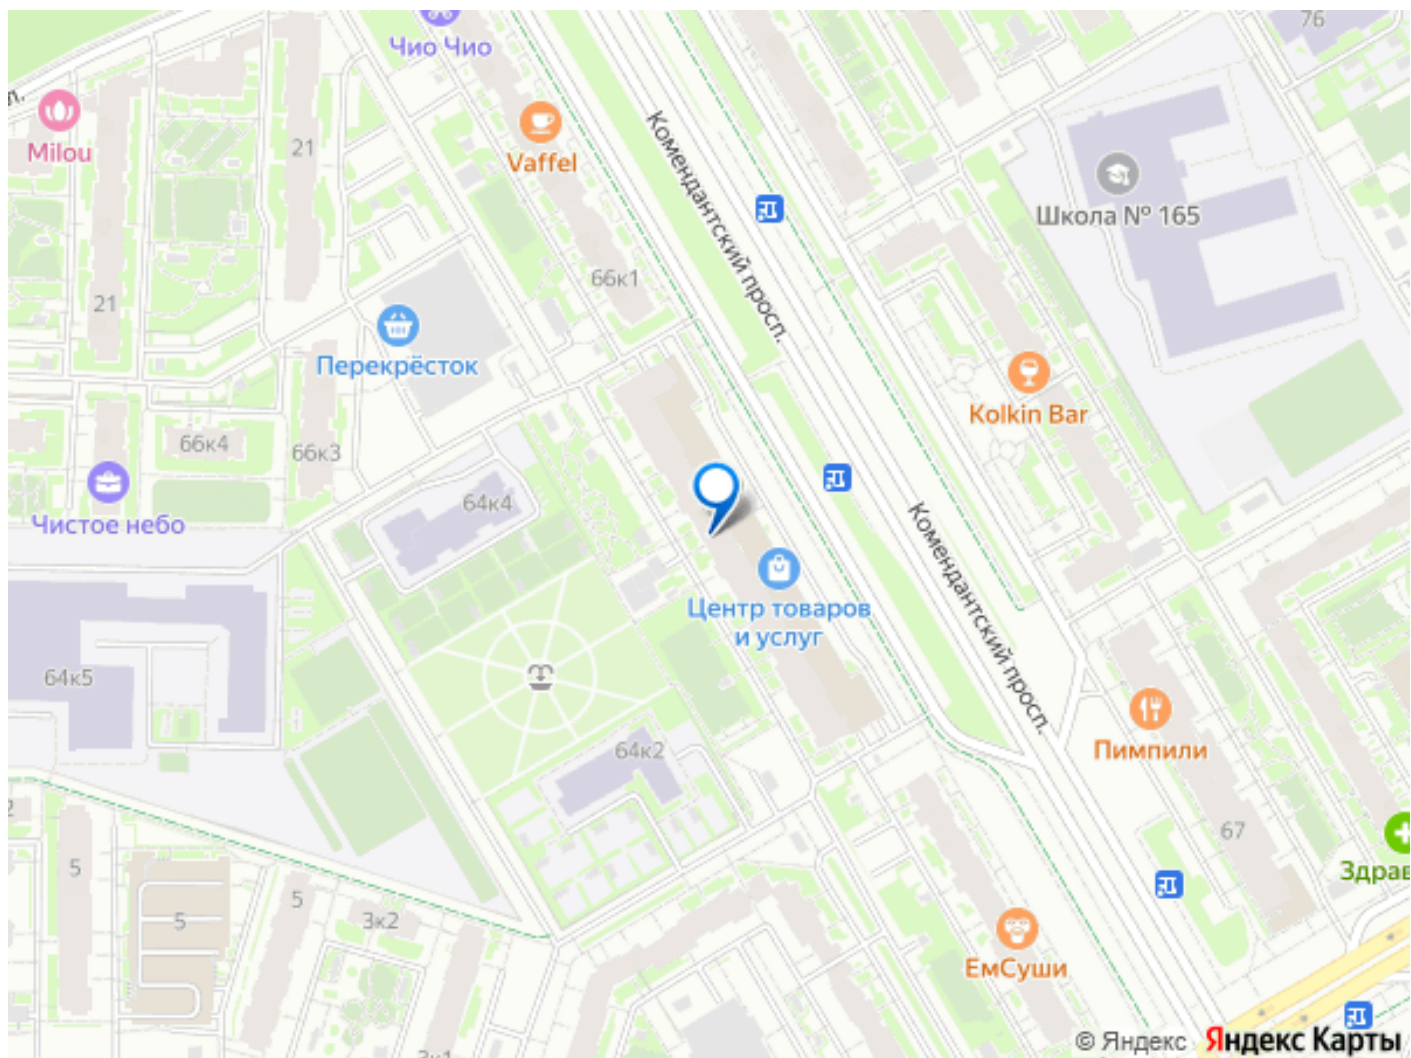 76
Чио Чио
Milou
21
Vaffel
Комендантский просп.
Школа № 165
66к1
21
Перекрёсток
Kolkin Bar
66к4
66к3
64к4
Чистое небо
Комендантский просп.
Центр товаров
и услуг
64к5
64к2
Пимпили
67
5
Здрав
5
5
3к2
ЕмСуши
3к1
© Яндекс Яндекс Карты